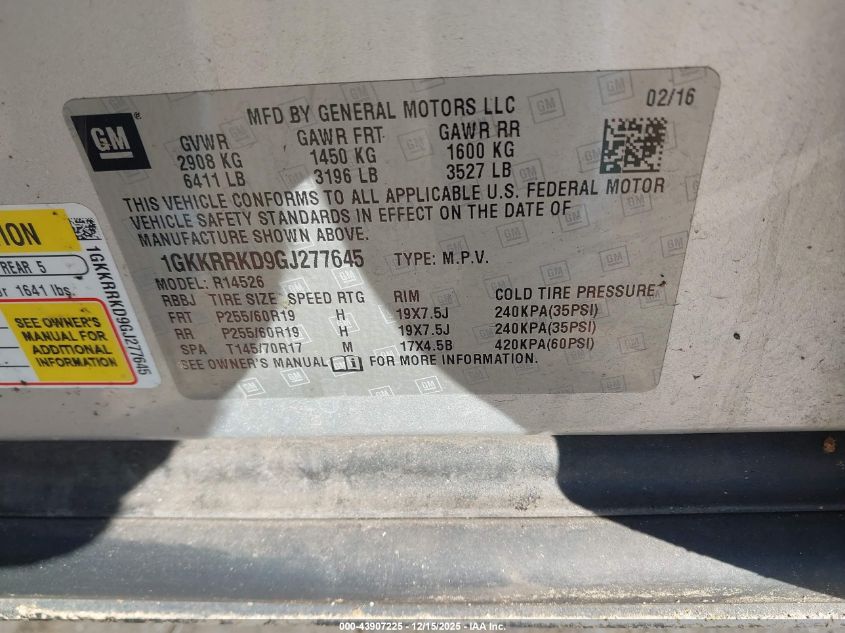 GM
®
MFD BY GENERAL MOTORS LLC
02/16
GVWR GAWR FRT GAWR RR
2908 KG 1450 KG 1600 KG
6411 LB 3196 LB 3527 LB
THIS VEHICLE CONFORMS TO ALL APPLICABLE U.S. FEDERAL MOTOR
VEHICLE SAFETY STANDARDS IN EFFECT ON THE DATE OF
MANUFACTURE SHOWN ABOVE.
1GKKRRKD9GJ277645 TYPE: M.P.V.
MODEL: R14526
RBBJ TIRE SIZE SPEED RTG RIM COLD TIRE PRESSURE
FRT P255/60R19 H 19X7.5J 240KPA(35PSI)
RR P255/60R19 H 19X7.5J 240KPA(35PSI)
SPA T145/70R17 M 17X4.5B 420KPA(60PSI)
SEE OWNER'S MANUAL FOR MORE INFORMATION.
TION
REAR 5
or 1641 lbs.
SEE OWNER'S
MANUAL FOR
ADDITIONAL
INFORMATION
1GKKRRKD9GJ277645
000-43907225 - 12/15/2025 - IAA Inc.